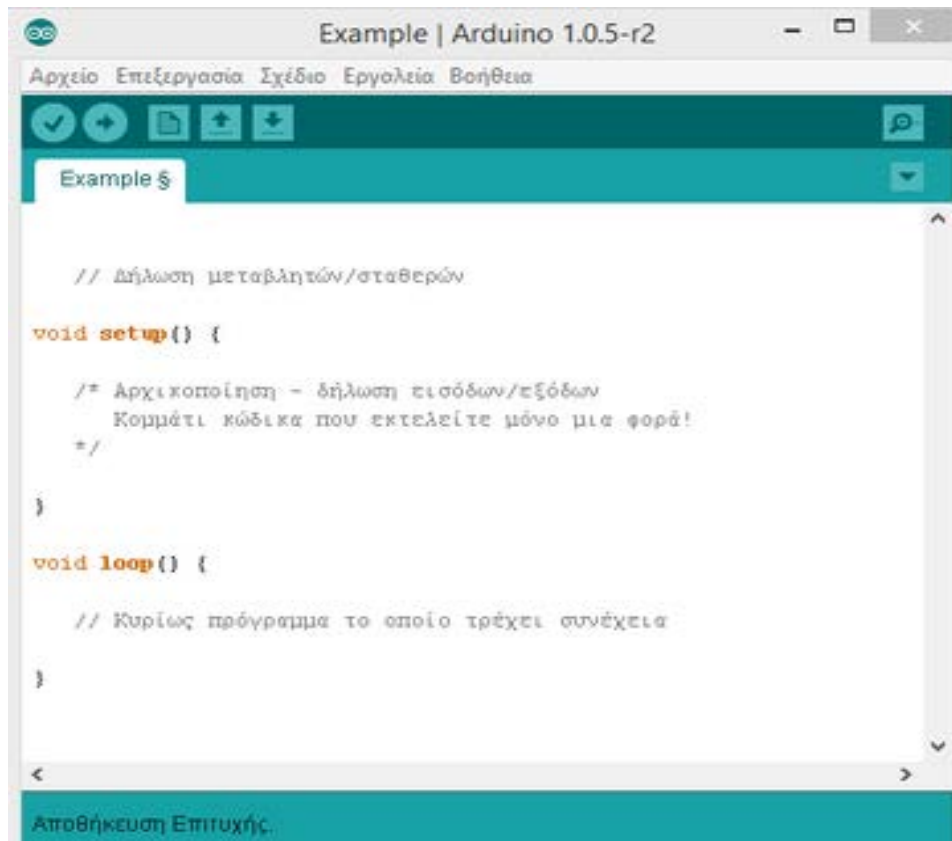 Example | Arduino 1.0.5-r2
Αρχείο Επεξεργασία Σχέδιο Εργαλεία Βοήθεια
Example §
// Δήλωση μεταβλητών/σταθερών
void setup() {
/* Αρχικοποίηση - δήλωση εισόδων/εξόδων
Κομμάτι κώδικα που εκτελείτε μόνο μια φορά!
*/
}
void loop() {
// Κυρίως πρόγραμμα το οποίο τρέχει συνέχεια
}
Αποθήκευση Επιτυχής.